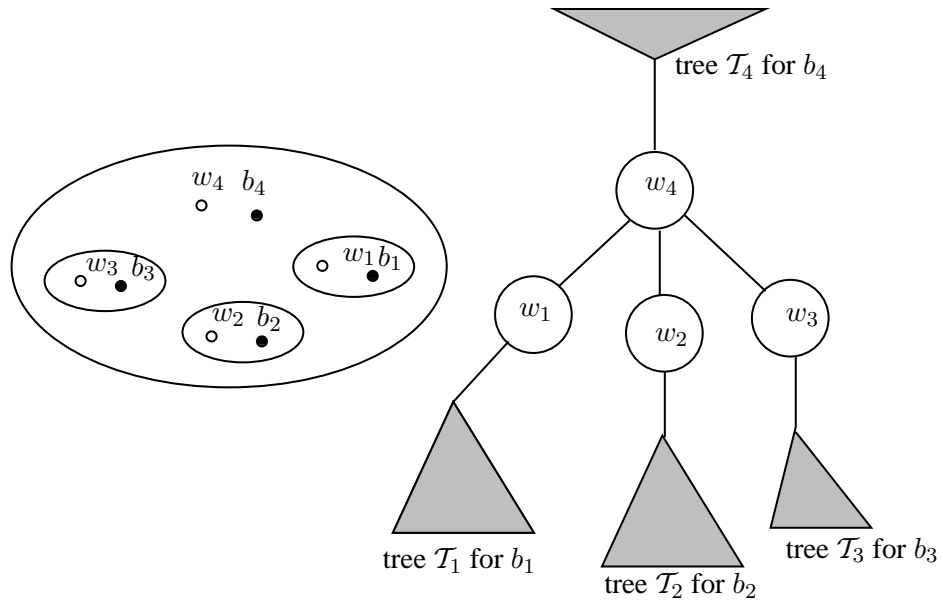 tree 𝒯₄ for b₄
w₄ b₄
w₃ b₃
w₁ b₁
w₂ b₂
w₄
w₁
w₂
w₃
tree 𝒯₁ for b₁
tree 𝒯₂ for b₂
tree 𝒯₃ for b₃